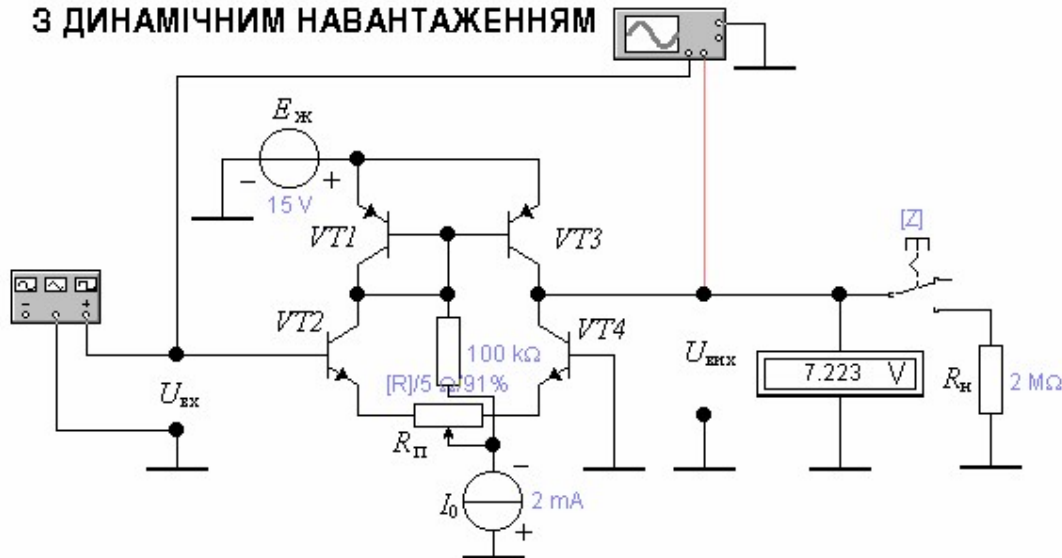 З ДИНАМІЧНИМ НАВАНТАЖЕННЯМ
Eж
− +
15 V
VT1
VT3
[Z]
− +
VT2
VT4
100 kΩ
[R]/5 Ω/91%
Uвх
Uвих
7.223 V
Rн
2 MΩ
Rп
−
I0
2 mA
+